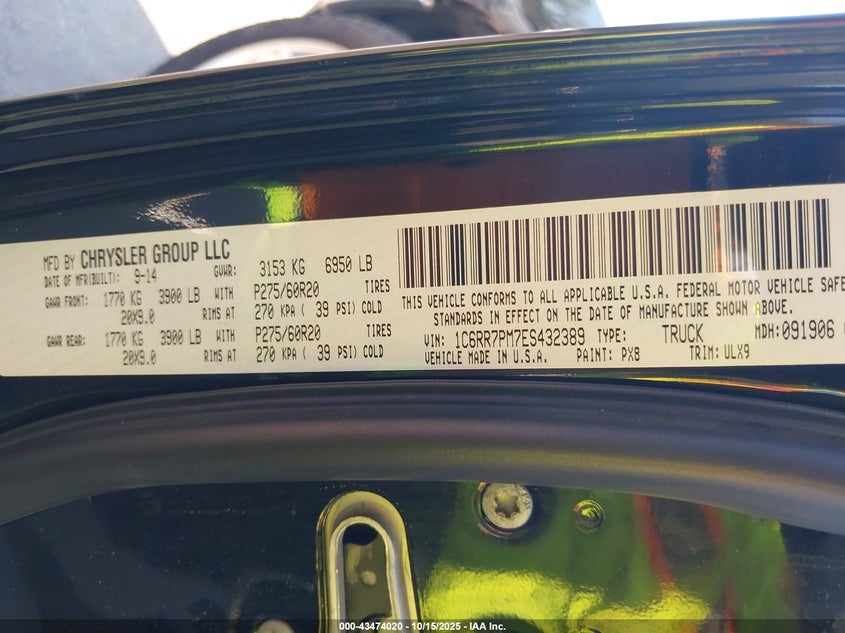 MFD BY CHRYSLER GROUP LLC
DATE OF MFR(BUILT): 9-14 GVWR: 3153 KG 6950 LB
GAWR FRONT: 1770 KG 3900 LB WITH P275/60R20 TIRES
20X9.0 RIMS AT 270 KPA ( 39 PSI) COLD
GAWR REAR: 1770 KG 3900 LB WITH P275/60R20 TIRES
20X9.0 RIMS AT 270 KPA ( 39 PSI) COLD
THIS VEHICLE CONFORMS TO ALL APPLICABLE U.S.A. FEDERAL MOTOR VEHICLE SAFE
STANDARDS IN EFFECT ON THE DATE OF MANUFACTURE SHOWN ABOVE.
VIN: 1C6RR7PM7ES432389 TYPE: TRUCK MDH: 091906
VEHICLE MADE IN U.S.A. PAINT: PX8 TRIM: ULX9
000-43474020 - 10/15/2025 - IAA Inc.